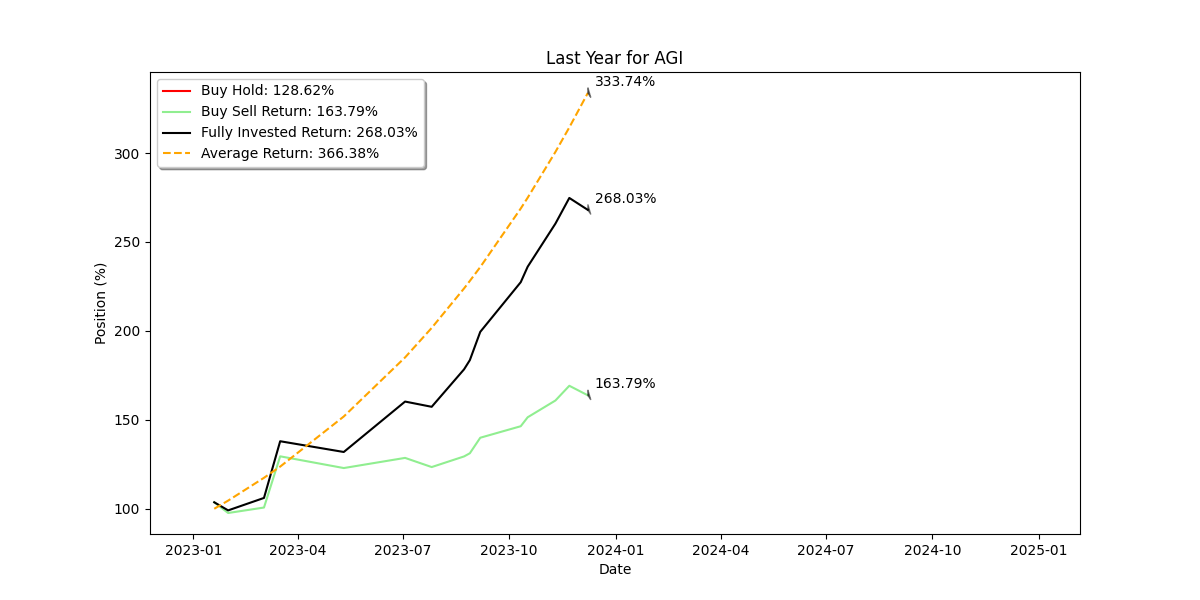 Last Year for AGI
Buy Hold: 128.62%
Buy Sell Return: 163.79%
Fully Invested Return: 268.03%
Average Return: 366.38%
333.74%
268.03%
163.79%
Position (%)
300
250
200
150
100
2023-01 2023-04 2023-07 2023-10 2024-01 2024-04 2024-07 2024-10 2025-01
Date